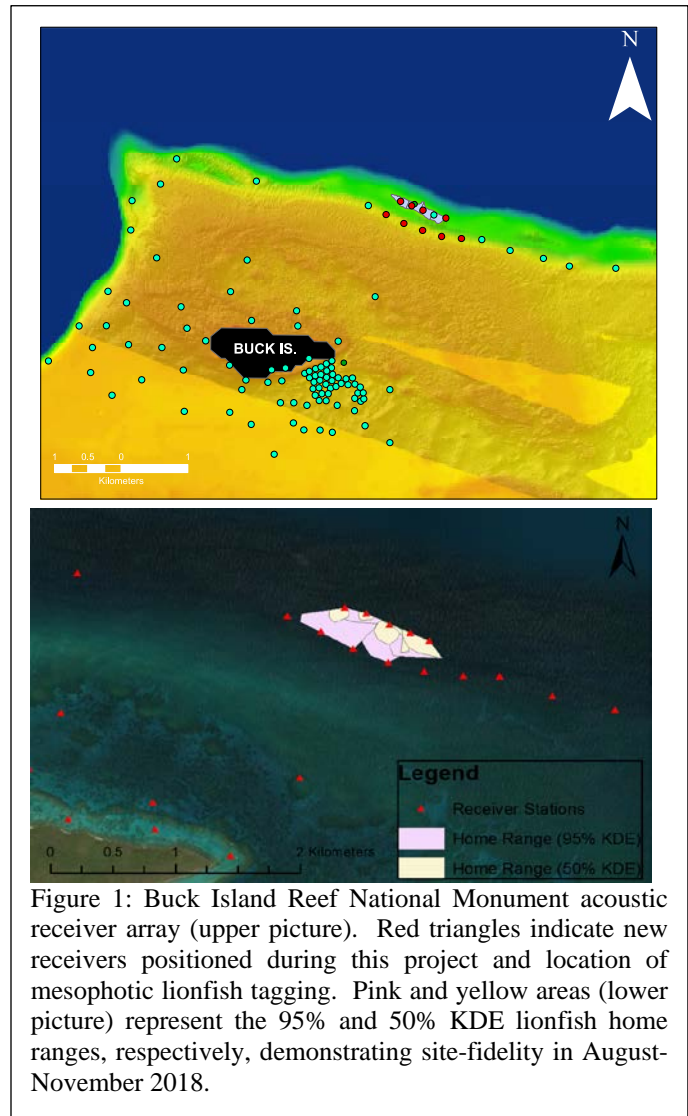 N
BUCK IS.
1 0.5 0 1
Kilometers
N
Legend
Receiver Stations
Home Range (95% KDE)
Home Range (50% KDE)
0 0.5 1 2 Kilometers
Figure 1: Buck Island Reef National Monument acoustic
receiver array (upper picture). Red triangles indicate new
receivers positioned during this project and location of
mesophotic lionfish tagging. Pink and yellow areas (lower
picture) represent the 95% and 50% KDE lionfish home
ranges, respectively, demonstrating site-fidelity in August-
November 2018.